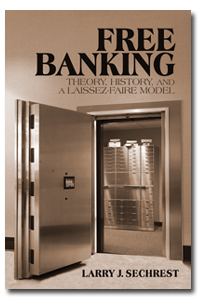 FREE
BANKING
THEORY, HISTORY, AND
A LAISSEZ-FAIRE MODEL
LARRY J. SECHREST